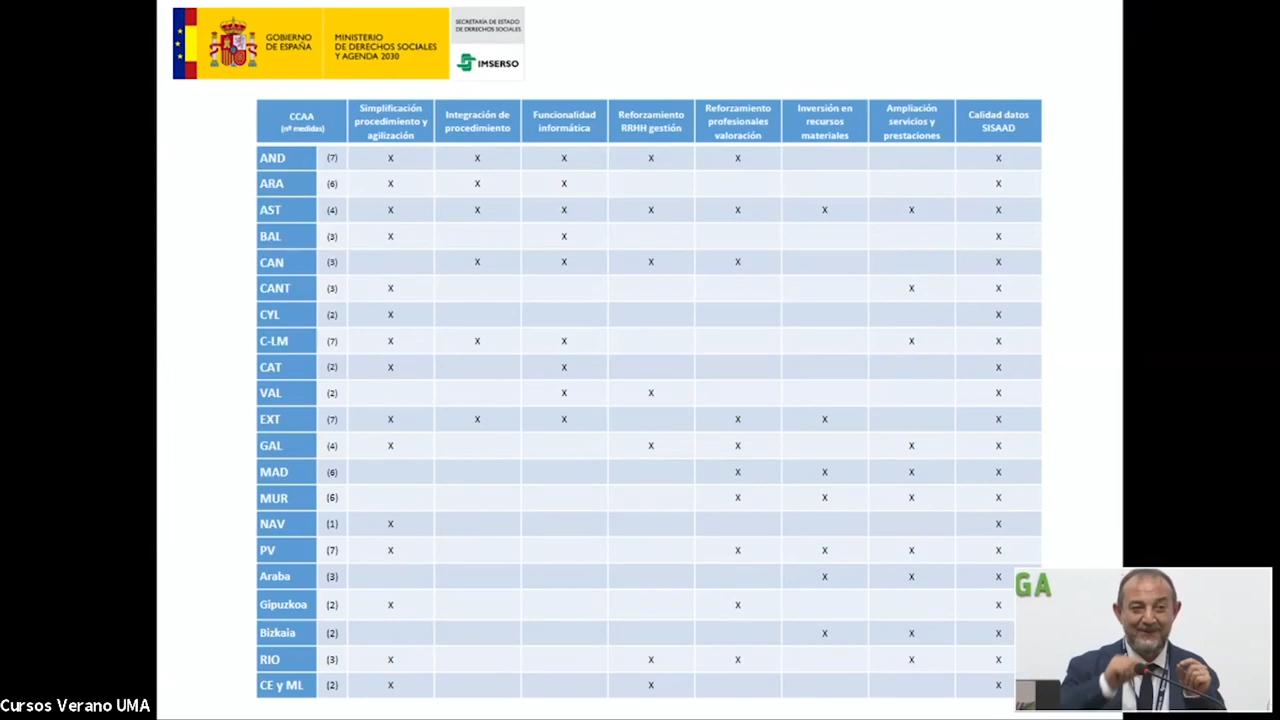 GOBIERNO
DE ESPAÑA
MINISTERIO
DE DERECHOS SOCIALES
Y AGENDA 2030
SECRETARÍA DE ESTADO
DE DERECHOS SOCIALES
IMSERSO
CCAA
(nº medidas)
Simplificación
procedimiento y
agilización
Integración de
procedimiento
Funcionalidad
informática
Reforzamiento
RRHH gestión
Reforzamiento
profesionales
valoración
Inversión en
recursos
materiales
Ampliación
servicios y
prestaciones
Calidad datos
SISAAD
AND (7) X X X X X X
ARA (6) X X X X
AST (4) X X X X X X X X
BAL (3) X X X
CAN (3) X X X X X
CANT (3) X X X
CYL (2) X X
C-LM (7) X X X X X
CAT (2) X X X
VAL (2) X X X
EXT (7) X X X X X X
GAL (4) X X X X X
MAD (6) X X X X
MUR (6) X X X X
NAV (1) X X
PV (7) X X X X X
Araba (3) X X X
Gipuzkoa (2) X X X
Bizkaia (2) X X X
RIO (3) X X X X X
CE y ML (2) X X X
GA
Cursos Verano UMA